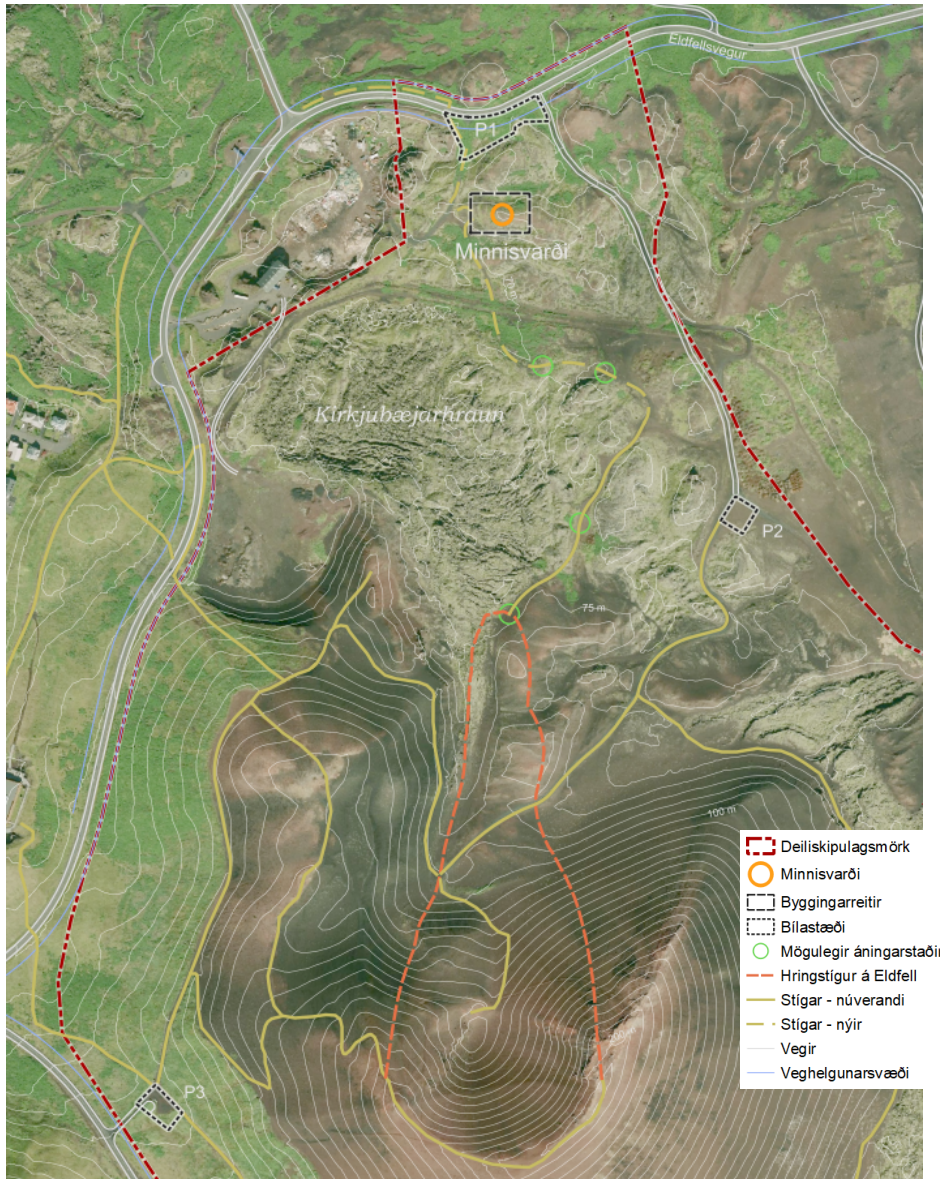 Eldfellsvegur
P1
Minnisvarði
Kirkjubæjarhraun
P2
75 m
100 m
P3
Deiliskipulagsmörk
Minnisvarði
Byggingarreitir
Bílastæði
Mögulegir áningarstaðir
Hringstígur á Eldfell
Stígar - núverandi
Stígar - nýir
Vegir
Veghelgunarsvæði